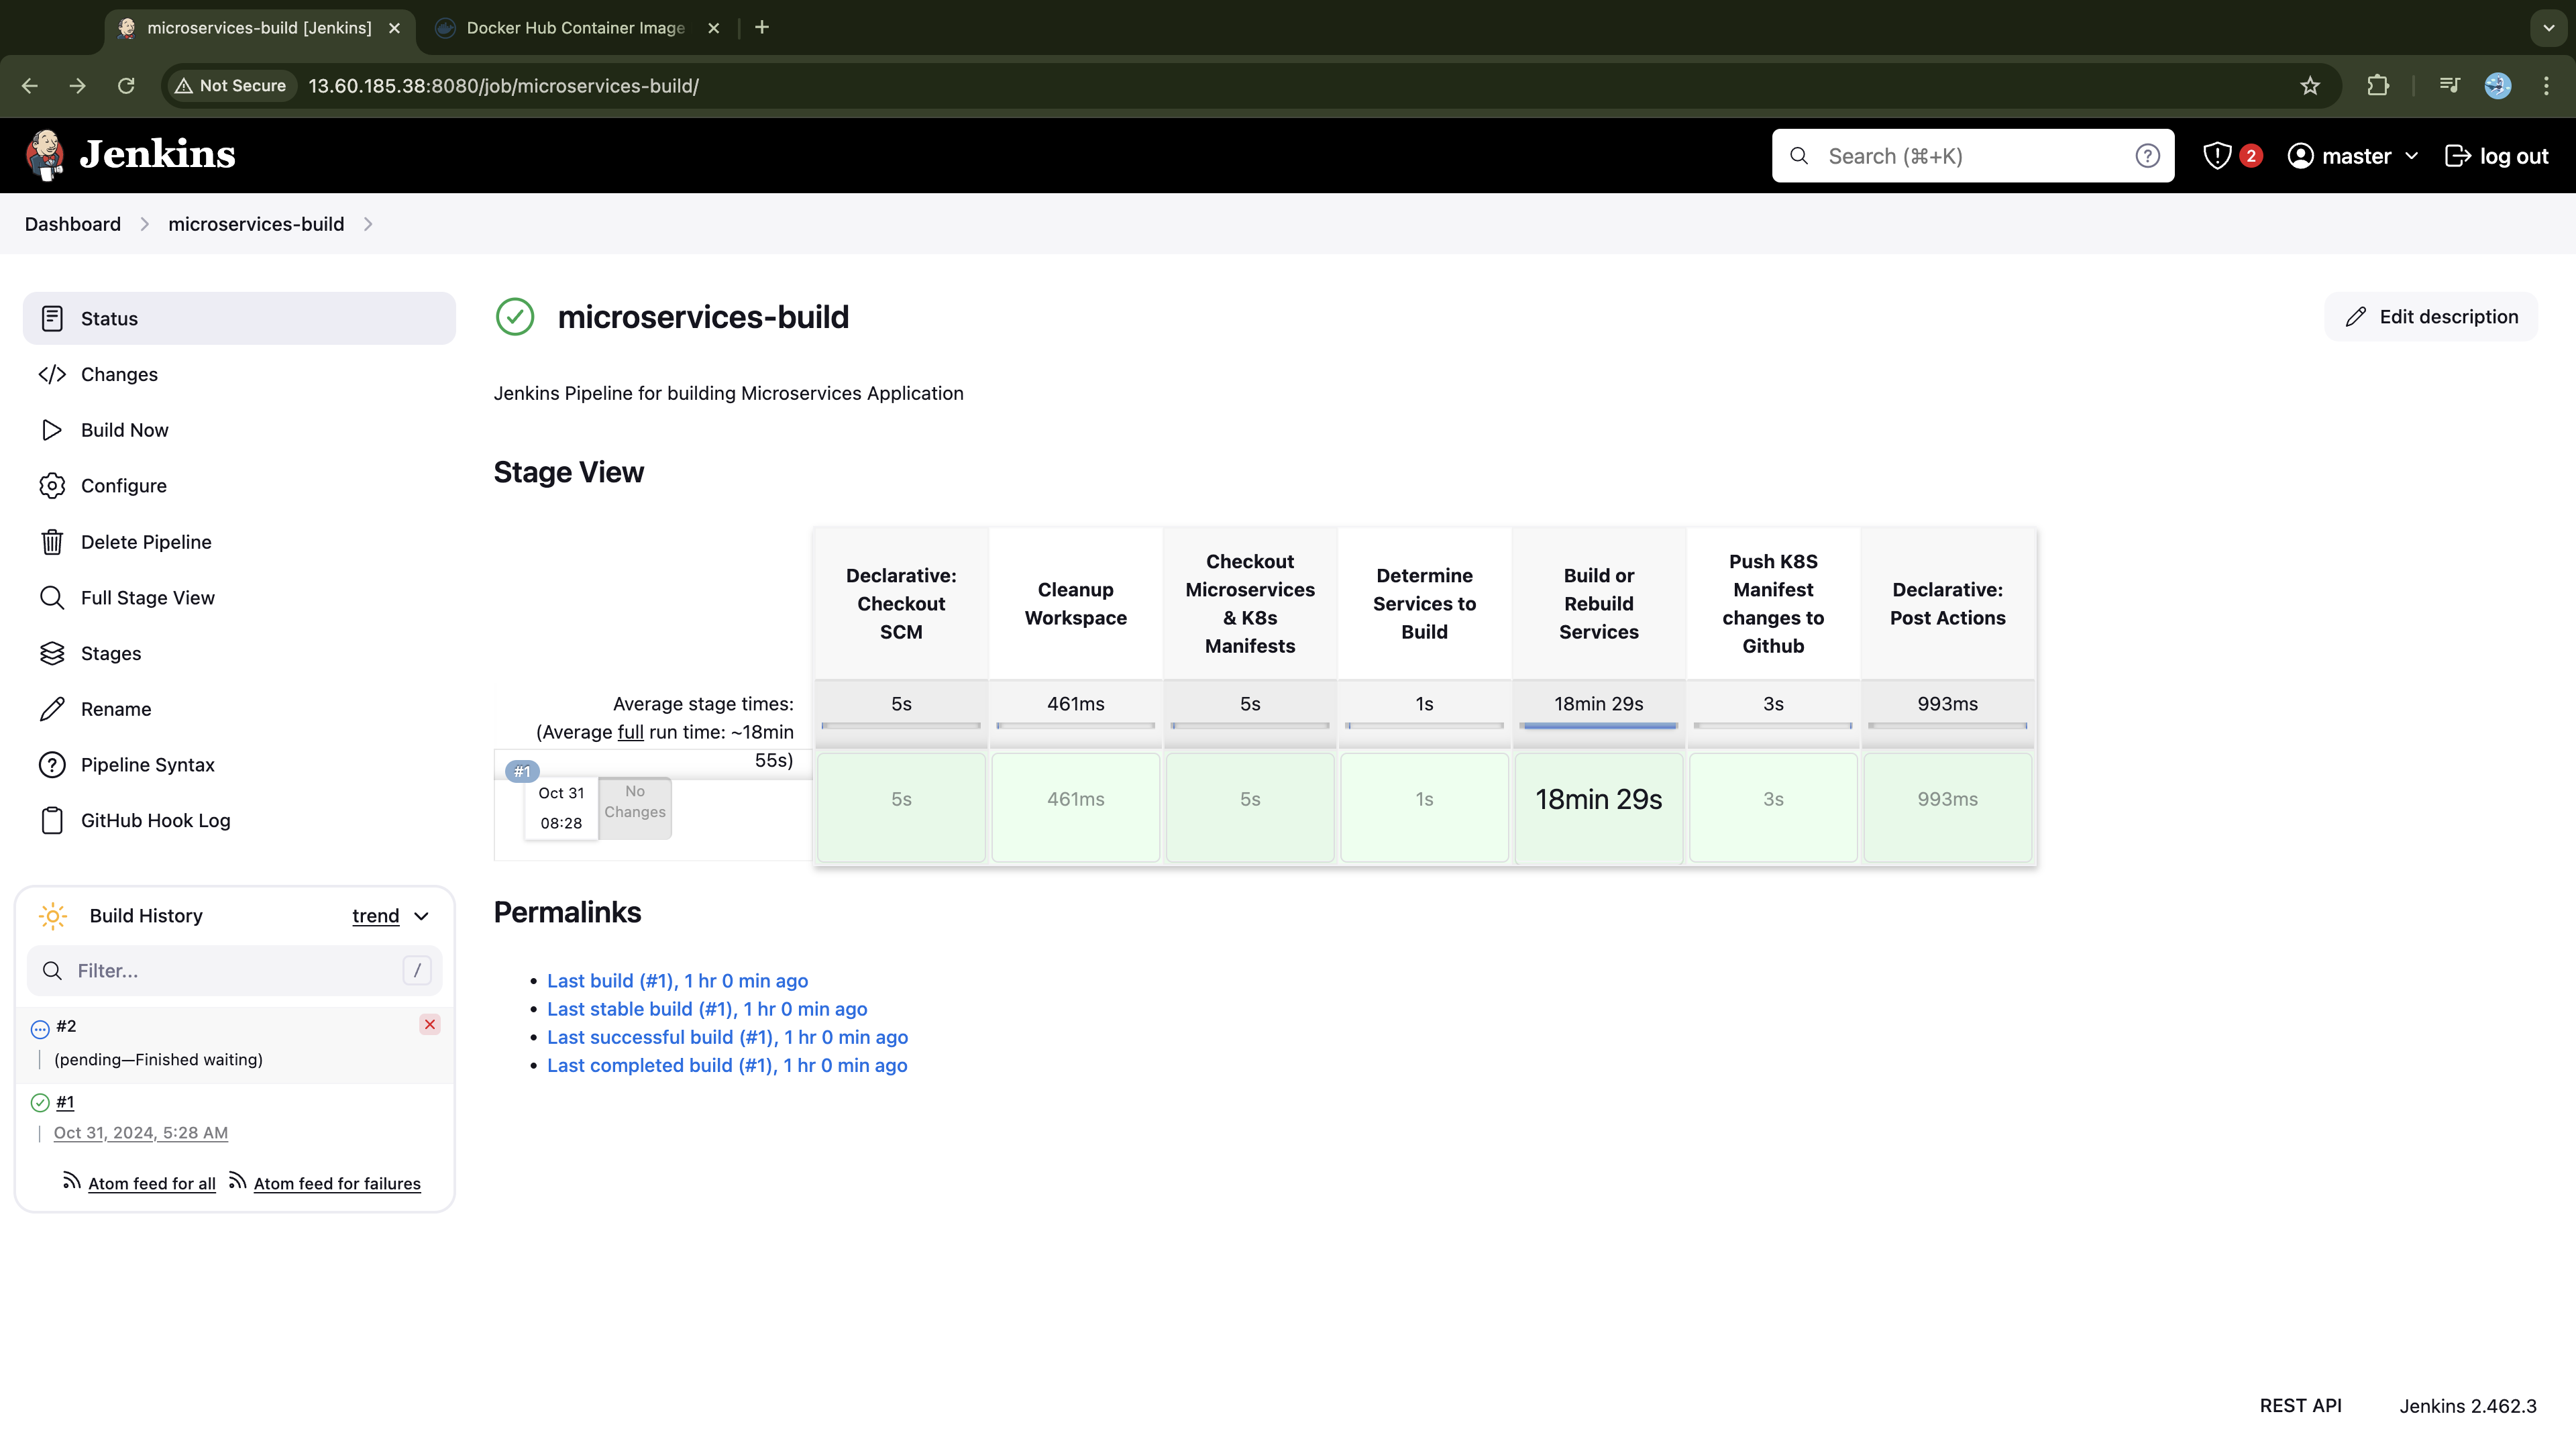 microservices-build [Jenkins]
Docker Hub Container Image
Not Secure
13.60.185.38:8080/job/microservices-build/
Jenkins
Search (⌘+K)
2
master
log out
Dashboard
microservices-build
Status
Changes
Build Now
Configure
Delete Pipeline
Full Stage View
Stages
Rename
Pipeline Syntax
GitHub Hook Log
Build History
trend
Filter...
/
#2
(pending—Finished waiting)
#1
Oct 31, 2024, 5:28 AM
Atom feed for all
Atom feed for failures
microservices-build
Edit description
Jenkins Pipeline for building Microservices Application
Stage View
Declarative:
Checkout
SCM
Cleanup
Workspace
Checkout
Microservices
& K8s
Manifests
Determine
Services to
Build
Build or
Rebuild
Services
Push K8S
Manifest
changes to
Github
Declarative:
Post Actions
Average stage times:
(Average full run time: ~18min
55s)
5s
461ms
5s
1s
18min 29s
3s
993ms
#1
Oct 31
08:28
No
Changes
5s
461ms
5s
1s
18min 29s
3s
993ms
Permalinks
Last build (#1), 1 hr 0 min ago
Last stable build (#1), 1 hr 0 min ago
Last successful build (#1), 1 hr 0 min ago
Last completed build (#1), 1 hr 0 min ago
REST API
Jenkins 2.462.3